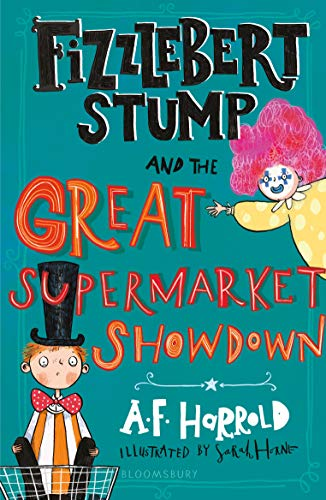 FiZZLEBERT
STUMP
AND THE
GREAT
SUPERMARKET
SHOWDOWN
A.F. HARROLD
ILLUSTRATED BY Sarah Horne
BLOOMSBURY